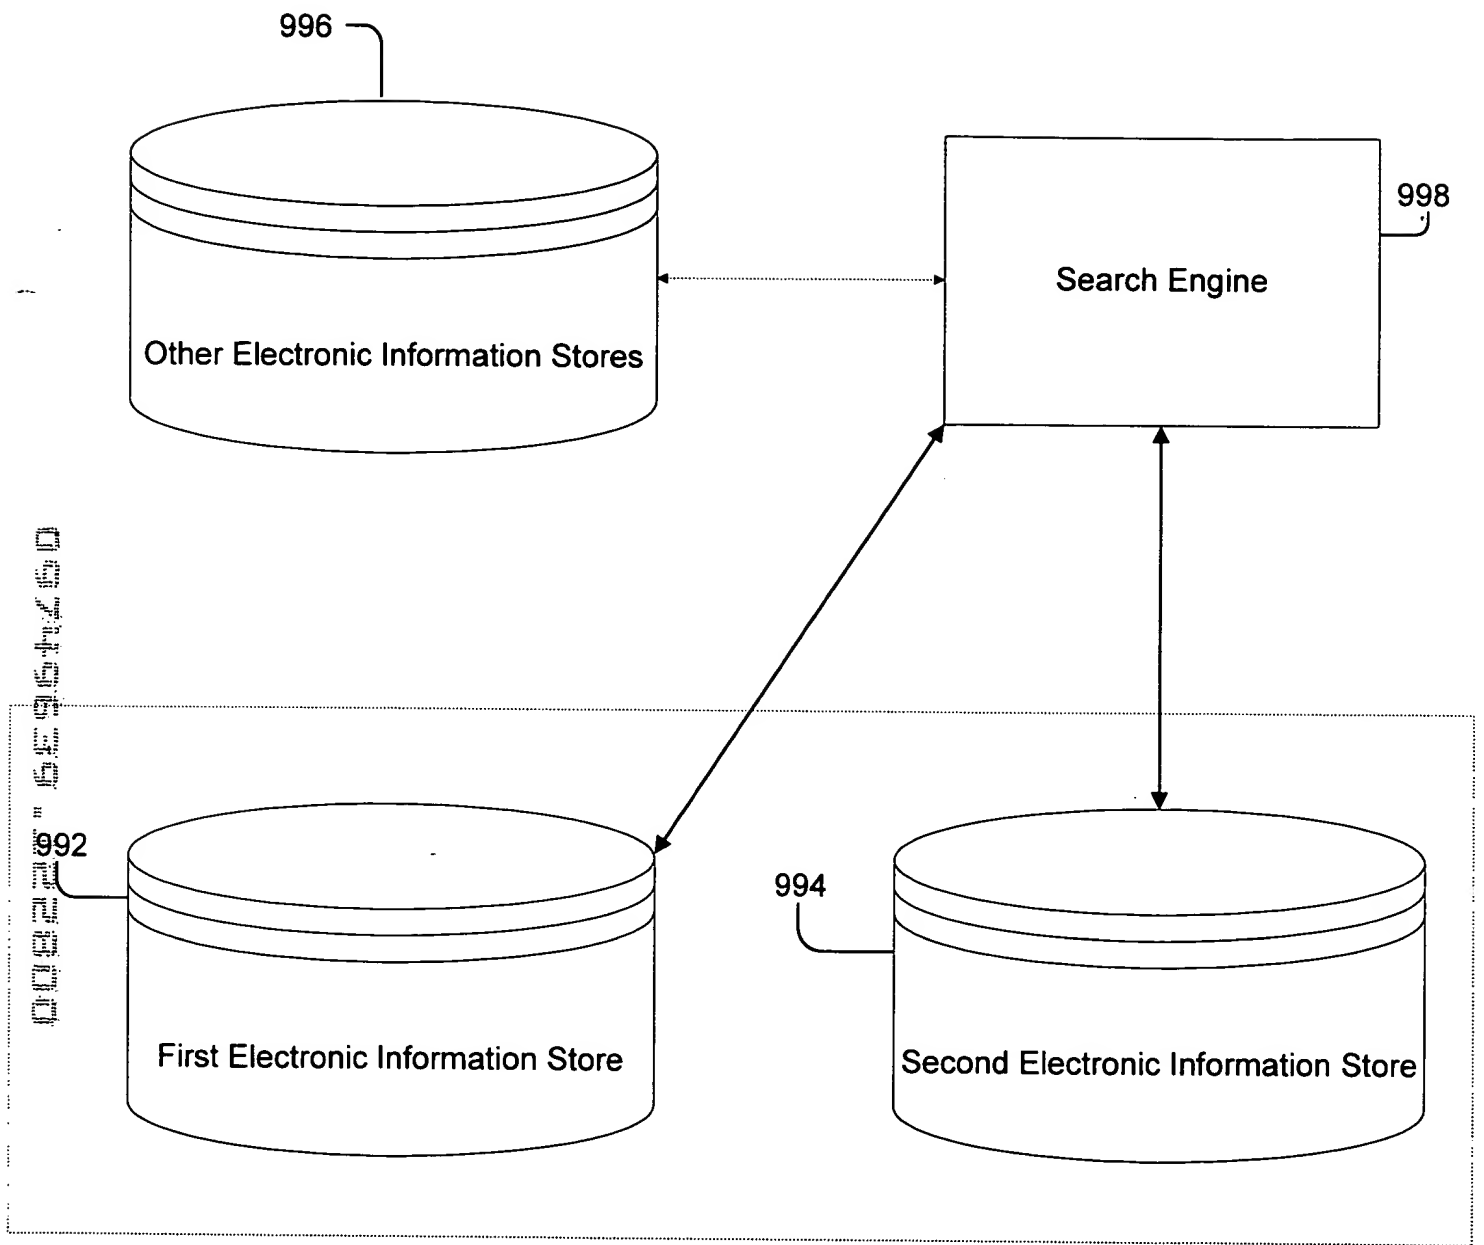 996
998
Search Engine
Other Electronic Information Stores
992
994
First Electronic Information Store
Second Electronic Information Store